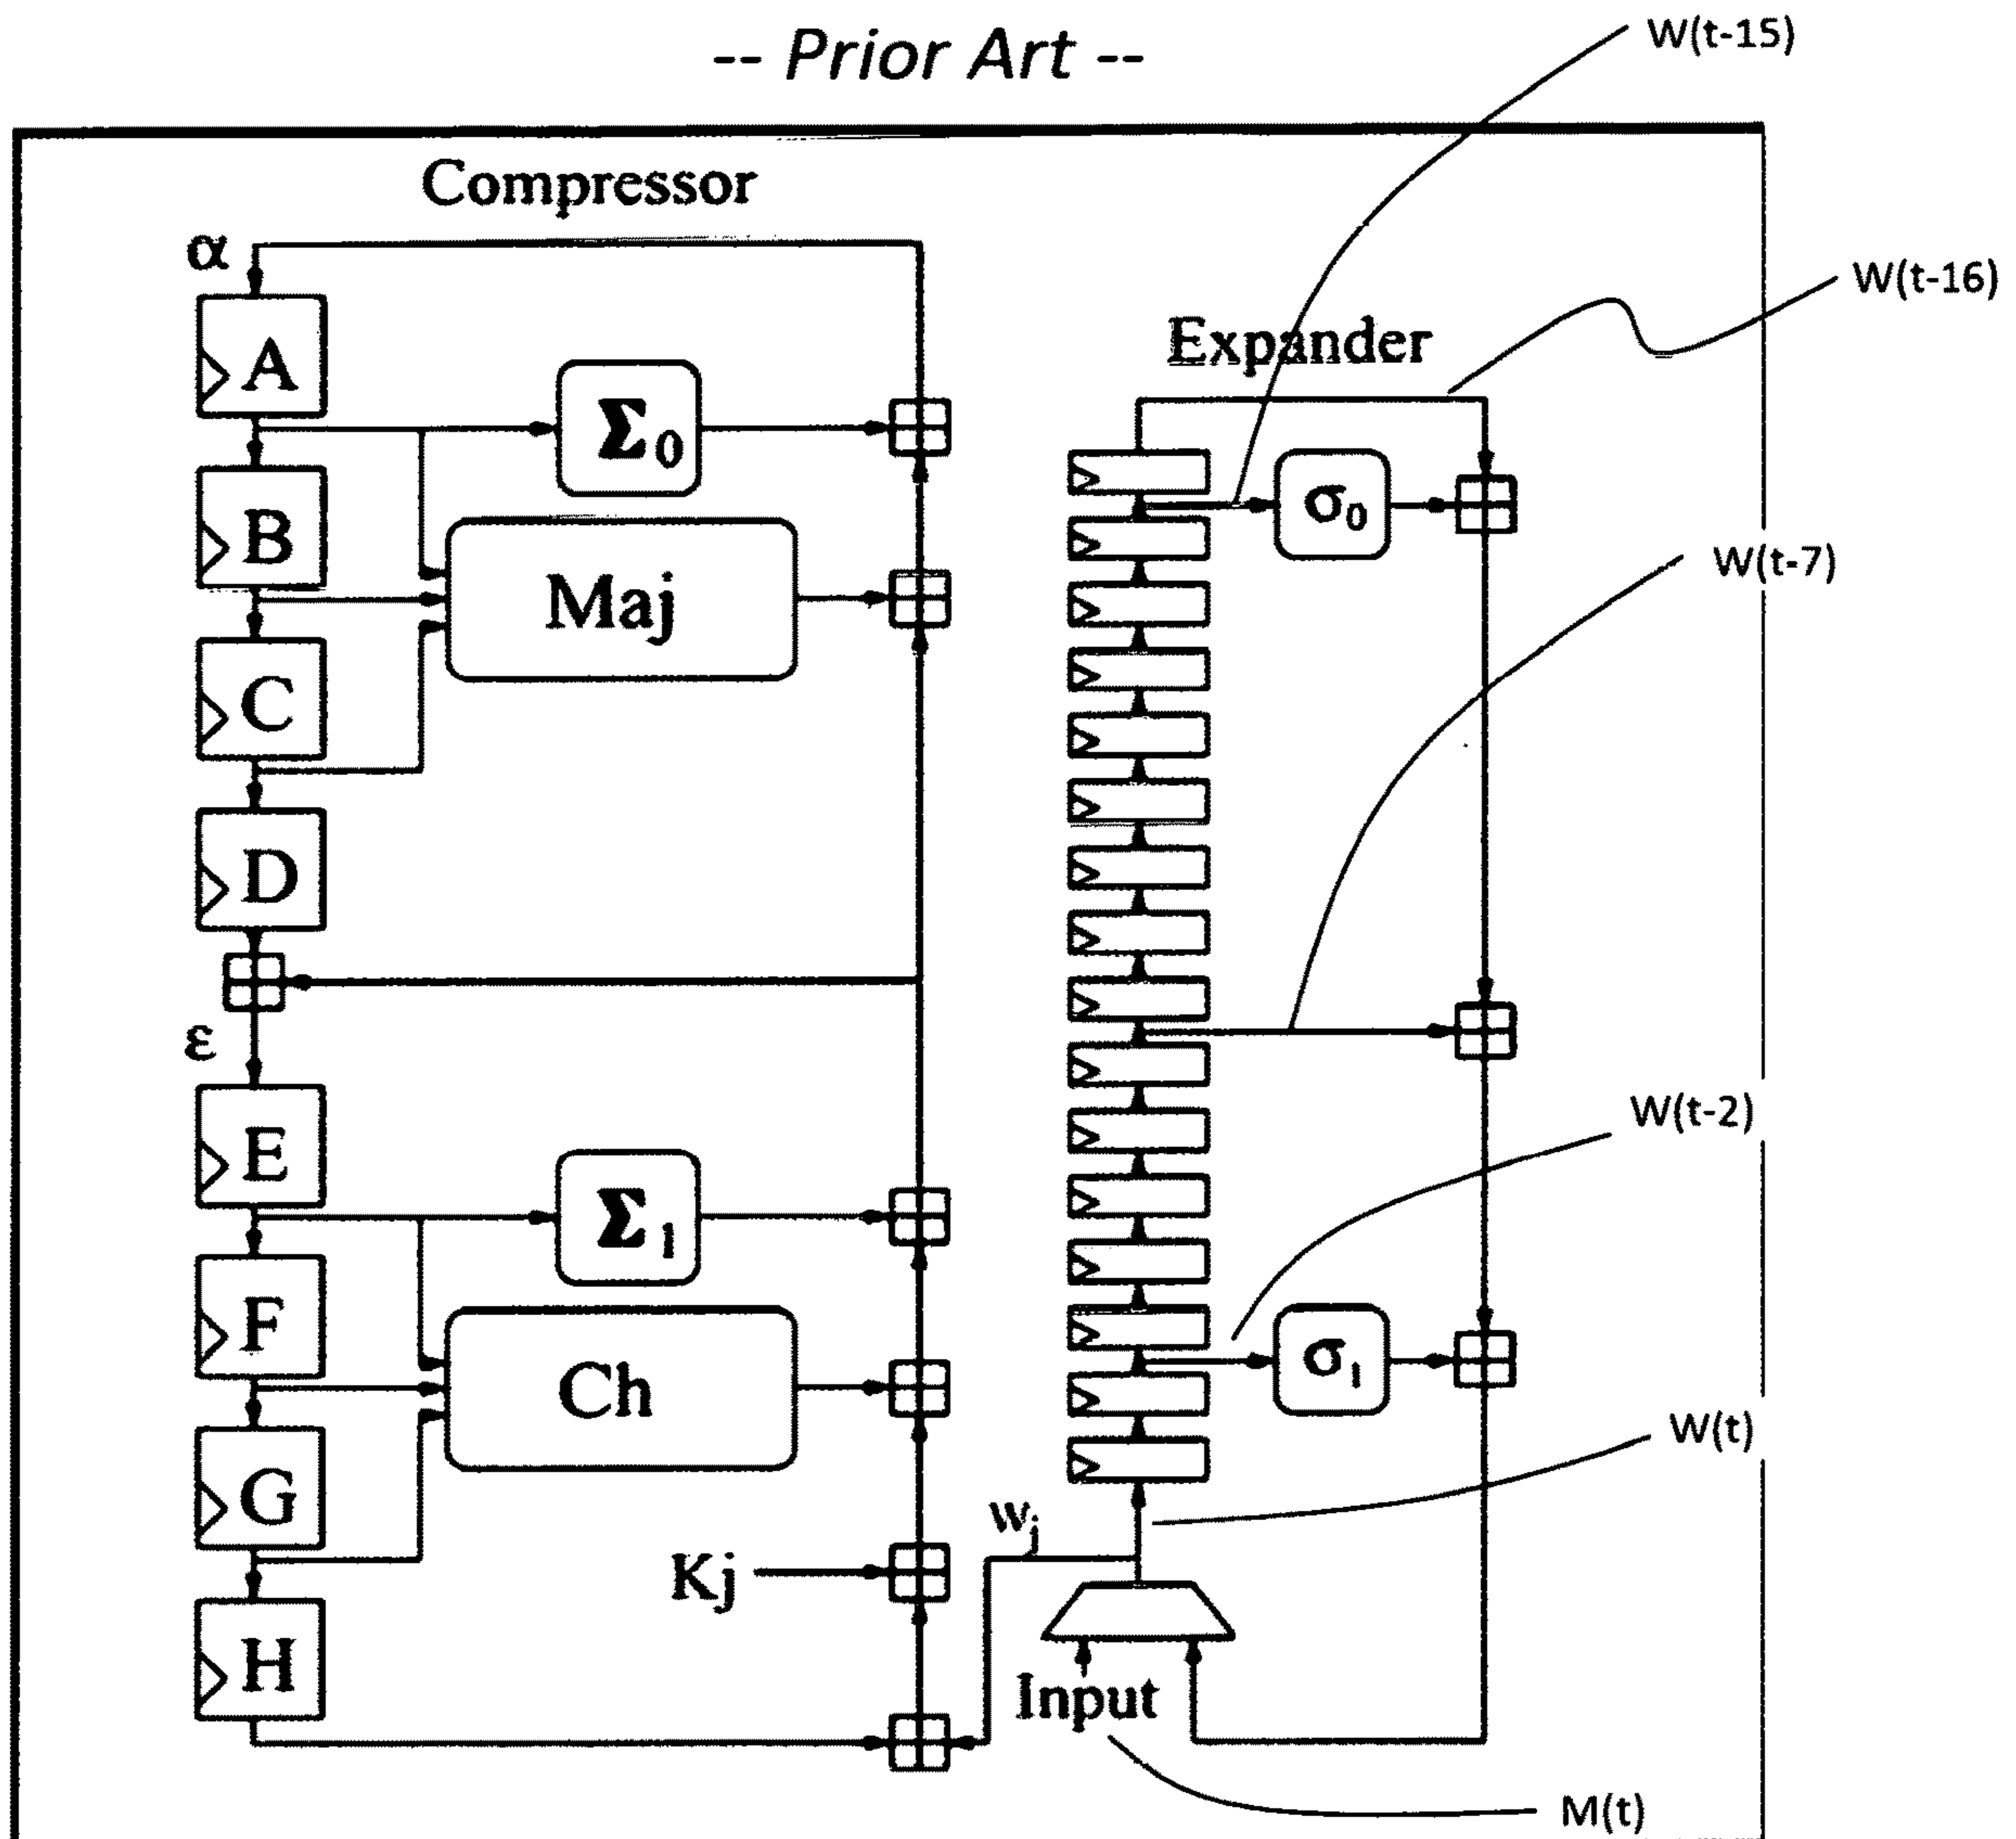 -- Prior Art --
W(t-15)
Compressor
α
W(t-16)
Expander
A
Σ0
σ0
B
W(t-7)
Maj
C
D
ε
W(t-2)
E
Σ1
F
σ1
Ch
W(t)
G
wj
Kj
H
Input
M(t)